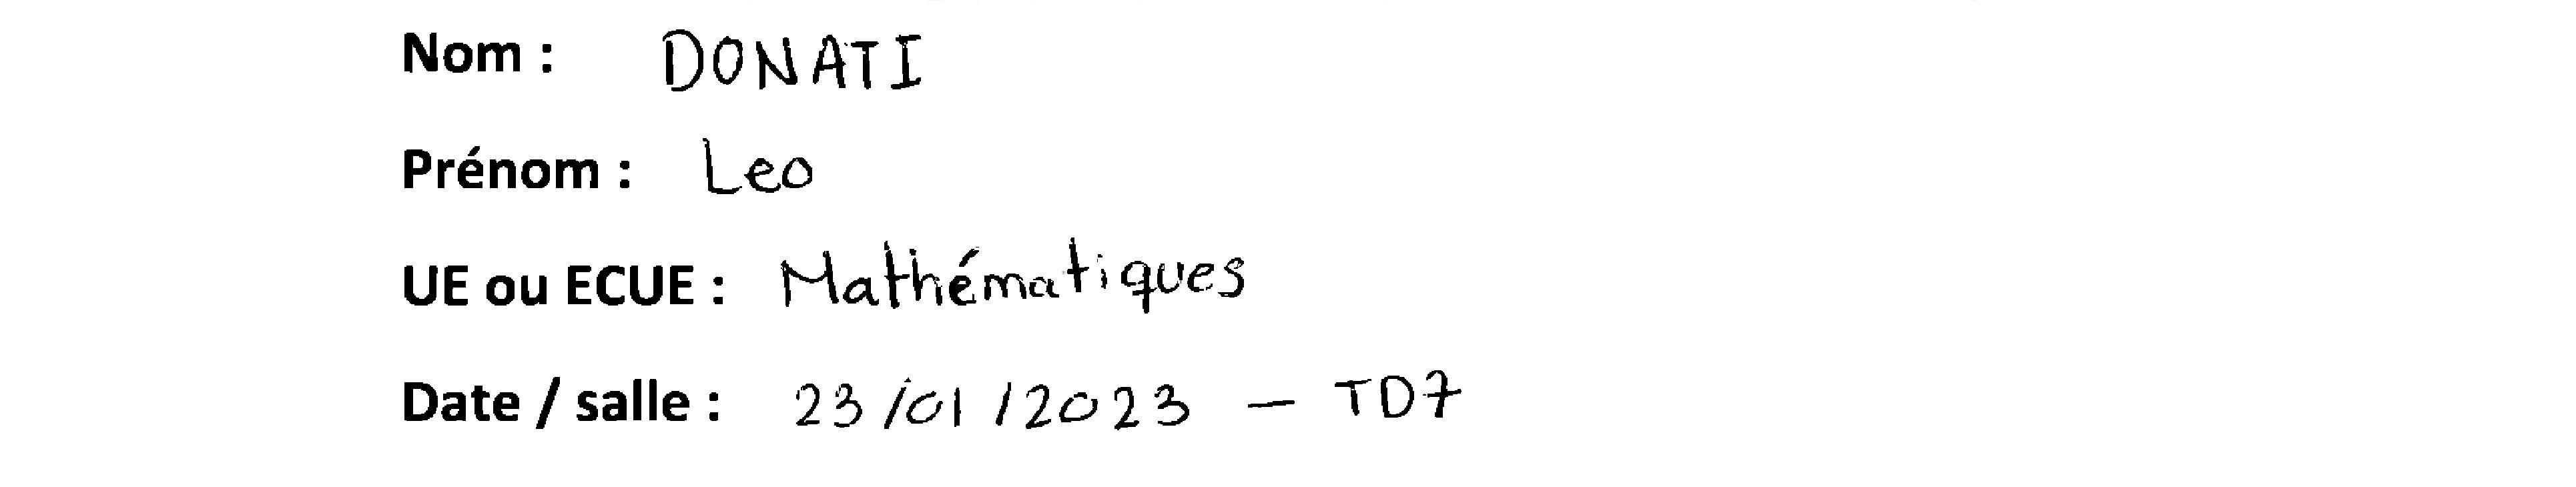 Nom : DONATI
Prénom : Leo
UE ou ECUE : Mathématiques
Date / salle : 23/01/2023 - TD7